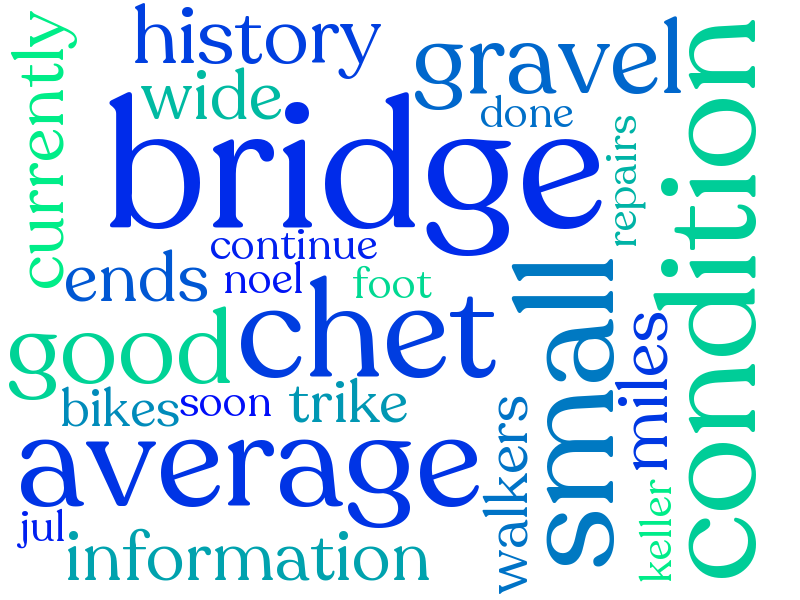 currently
history
wide
gravel
done
bridge
repairs
condition
continue
noel
ends
foot
chet
small
good
miles
bikes
soon
trike
average
walkers
jul
information
keller